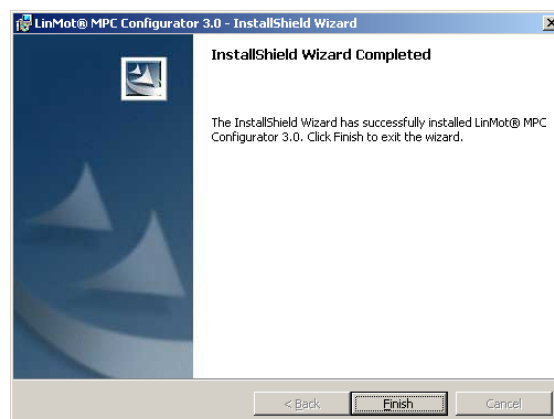 LinMot® MPC Configurator 3.0 - InstallShield Wizard
InstallShield Wizard Completed
The InstallShield Wizard has successfully installed LinMot® MPC
Configurator 3.0. Click Finish to exit the wizard.
< Back
Finish
Cancel